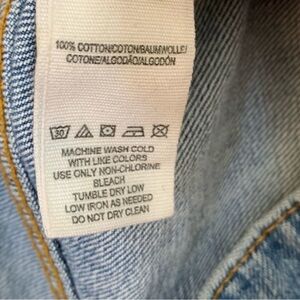 100% COTTON/COTON/BAUMWOLLE/
COTONE/ALGODÃO/ALGODÓN
30
MACHINE WASH COLD
WITH LIKE COLORS
USE ONLY NON-CHLORINE
BLEACH
TUMBLE DRY LOW
LOW IRON AS NEEDED
DO NOT DRY CLEAN